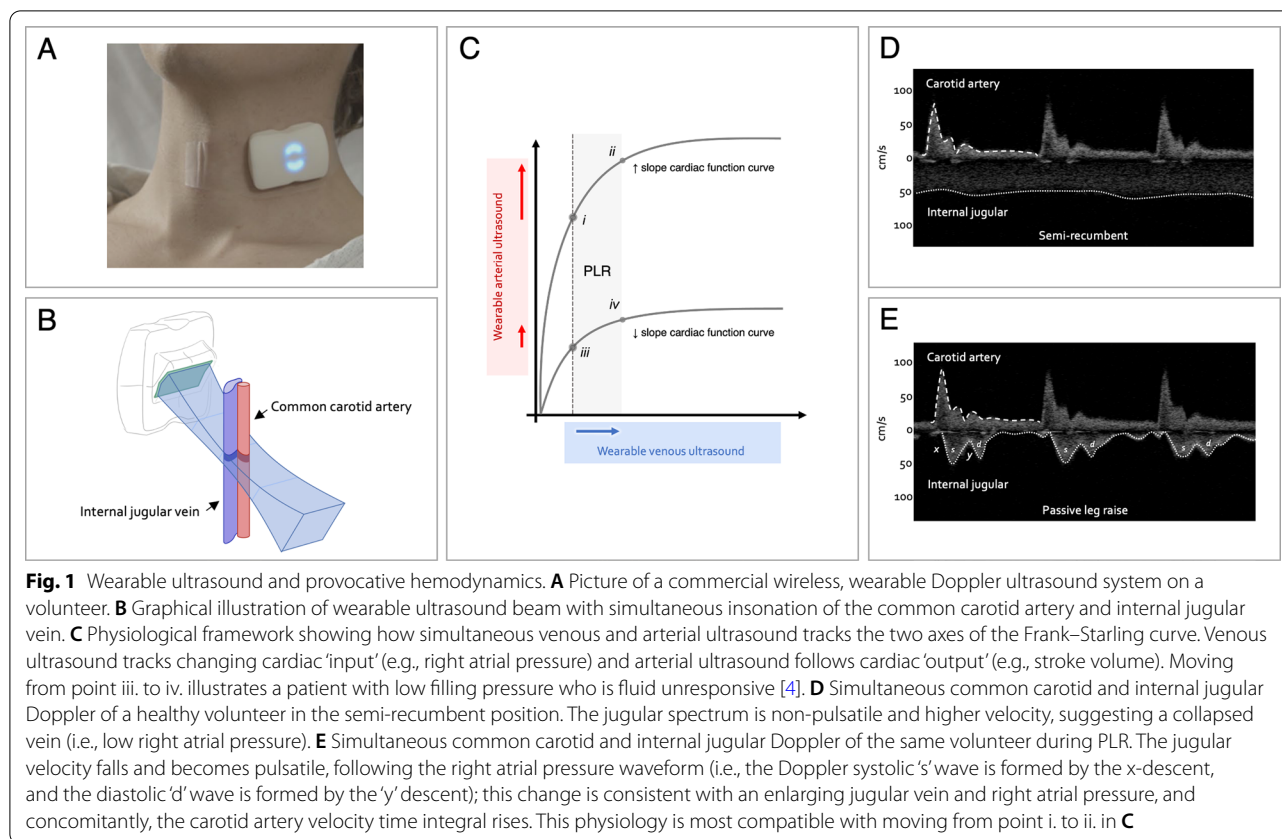 A
B
Common carotid artery
Internal jugular vein
C
Wearable arterial ultrasound
ii
↑ slope cardiac function curve
i
PLR
iv
↓ slope cardiac function curve
iii
Wearable venous ultrasound
D
Carotid artery
100
50
0
50
100
cm/s
Internal jugular
Semi-recumbent
E
Carotid artery
100
50
0
50
100
cm/s
x s y d
s d
s d
Internal jugular
Passive leg raise
Fig. 1 Wearable ultrasound and provocative hemodynamics. A Picture of a commercial wireless, wearable Doppler ultrasound system on a
volunteer. B Graphical illustration of wearable ultrasound beam with simultaneous insonation of the common carotid artery and internal jugular
vein. C Physiological framework showing how simultaneous venous and arterial ultrasound tracks the two axes of the Frank–Starling curve. Venous
ultrasound tracks changing cardiac ‘input’ (e.g., right atrial pressure) and arterial ultrasound follows cardiac ‘output’ (e.g., stroke volume). Moving
from point iii. to iv. illustrates a patient with low filling pressure who is fluid unresponsive [4]. D Simultaneous common carotid and internal jugular
Doppler of a healthy volunteer in the semi-recumbent position. The jugular spectrum is non-pulsatile and higher velocity, suggesting a collapsed
vein (i.e., low right atrial pressure). E Simultaneous common carotid and internal jugular Doppler of the same volunteer during PLR. The jugular
velocity falls and becomes pulsatile, following the right atrial pressure waveform (i.e., the Doppler systolic ‘s’ wave is formed by the x-descent,
and the diastolic ‘d’ wave is formed by the ‘y’ descent); this change is consistent with an enlarging jugular vein and right atrial pressure, and
concomitantly, the carotid artery velocity time integral rises. This physiology is most compatible with moving from point i. to ii. in C